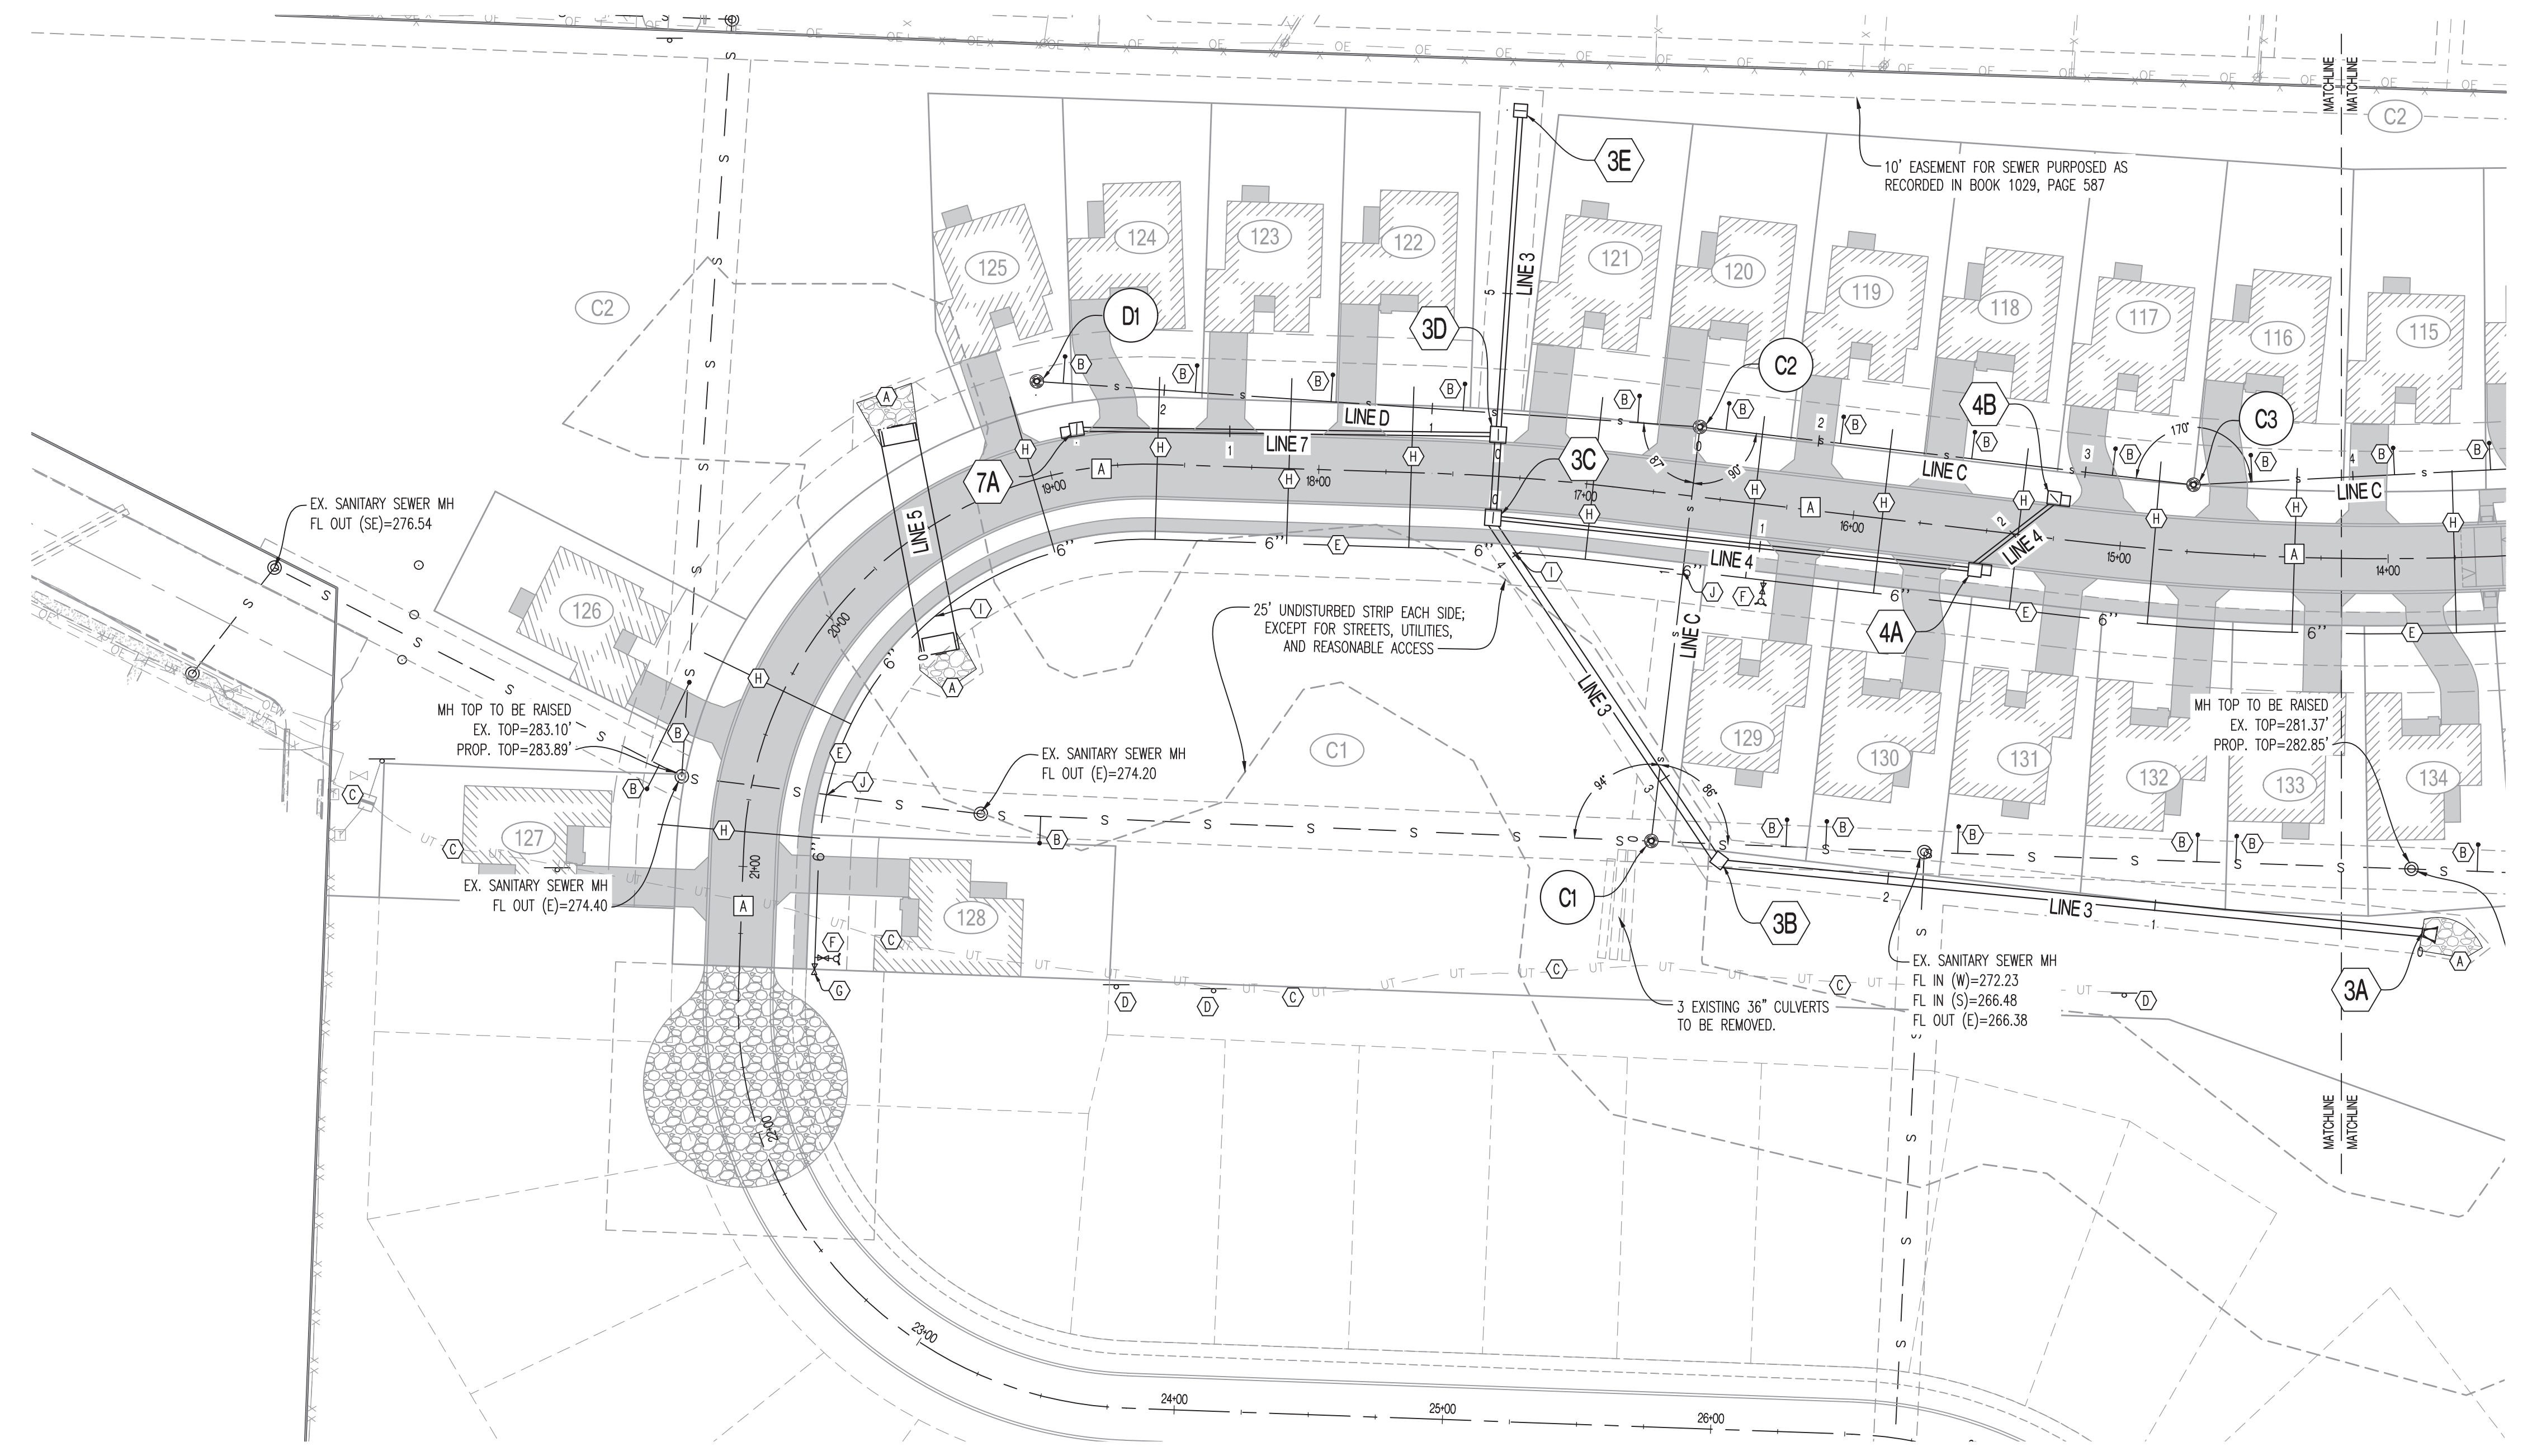 MATCHLINE
MATCHLINE
C2
10' EASEMENT FOR SEWER PURPOSED AS
RECORDED IN BOOK 1029, PAGE 587
3E
LINE 3
5
125
124
123
122
121
120
119
118
117
116
115
C2
D1
3D
C2
4B
C3
170°
3C
7A
LINE D
LINE 7
LINE C
LINE C
87°
90°
LINE 5
LINE 4
LINE 4
4A
19+00
18+00
17+00
16+00
15+00
14+00
20+00
21+00
22+00
23+00
24+00
25+00
26+00
EX. SANITARY SEWER MH
FL OUT (SE)=276.54
126
MH TOP TO BE RAISED
EX. TOP=283.10'
PROP. TOP=283.89'
25' UNDISTURBED STRIP EACH SIDE;
EXCEPT FOR STREETS, UTILITIES,
AND REASONABLE ACCESS
LINE C
LINE 3
EX. SANITARY SEWER MH
FL OUT (E)=274.20
C1
129
130
131
132
133
134
MH TOP TO BE RAISED
EX. TOP=281.37'
PROP. TOP=282.85'
94°
86°
127
EX. SANITARY SEWER MH
FL OUT (E)=274.40
128
C1
3B
LINE 3
3A
EX. SANITARY SEWER MH
FL IN (W)=272.23
FL IN (S)=266.48
FL OUT (E)=266.38
3 EXISTING 36" CULVERTS
TO BE REMOVED.
MATCHLINE
MATCHLINE